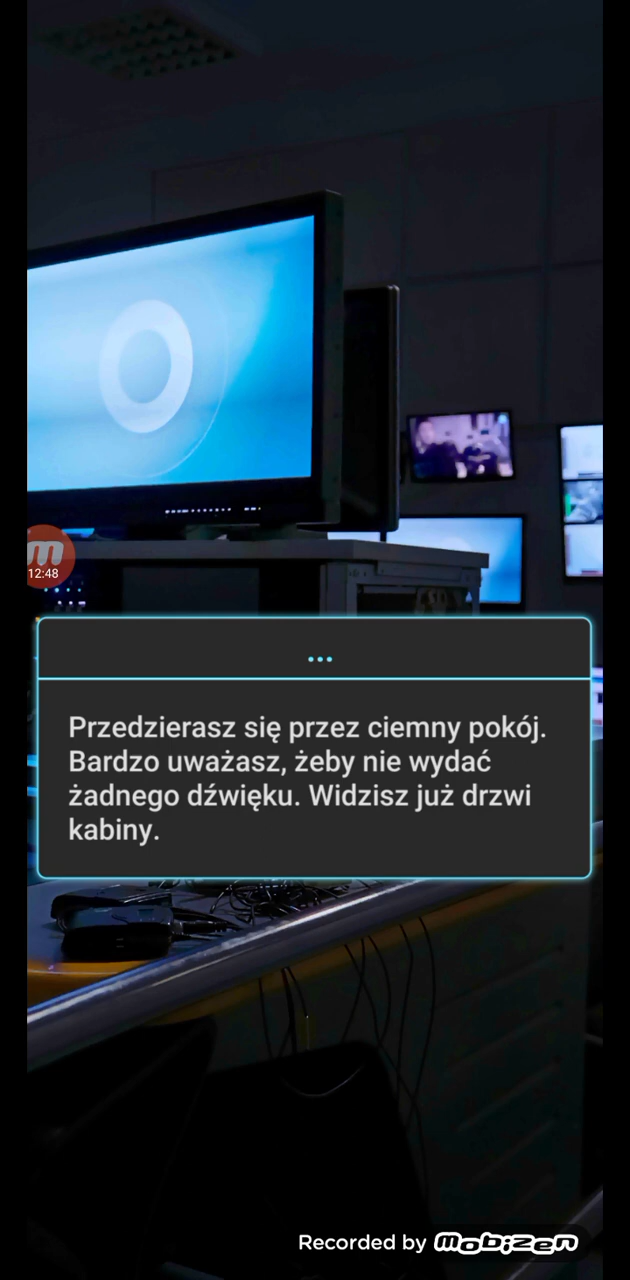 12:48
...
Przedzierasz się przez ciemny pokój.
Bardzo uważasz, żeby nie wydać
żadnego dźwięku. Widzisz już drzwi
kabiny.
Recorded by mobizen